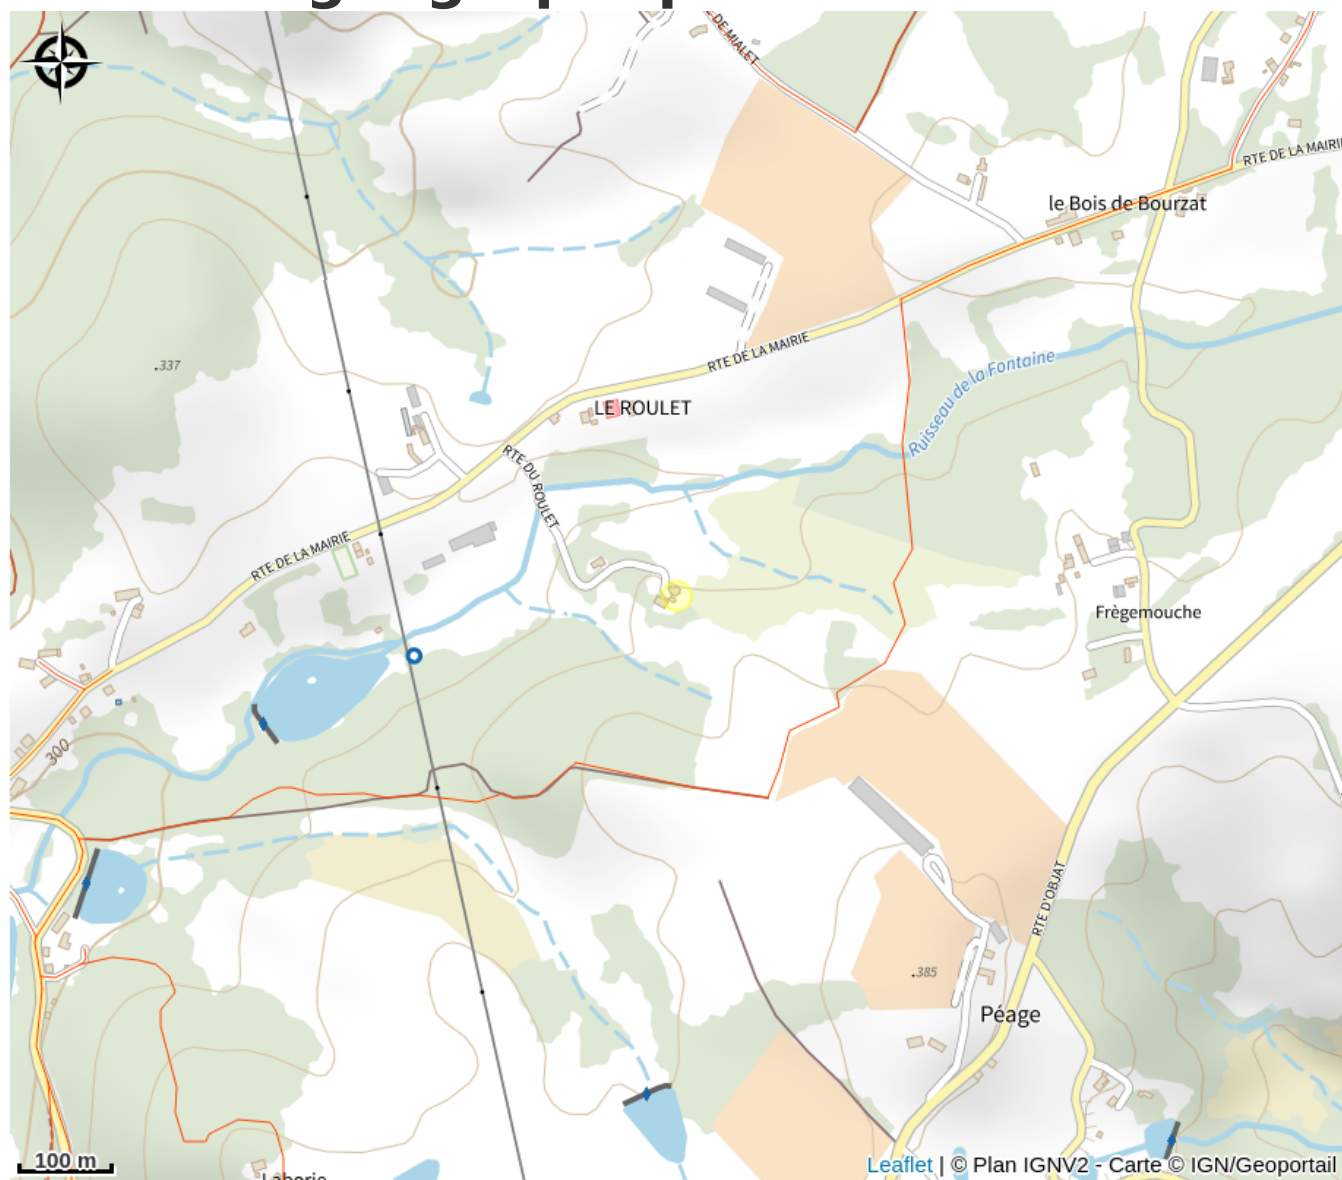 E DE MIALET
RTE DE LA MAIRIE
le Bois de Bourzat
.337
RTE DE LA MAIRIE
Ruisseau de la Fontaine
LE ROULET
RTE DU ROULET
RTE DE LA MAIRIE
Frègemouche
300
RTE D'OBJAT
.385
Péage
100 m
Laborie
Leaflet | © Plan IGNV2 - Carte © IGN/Geoportail